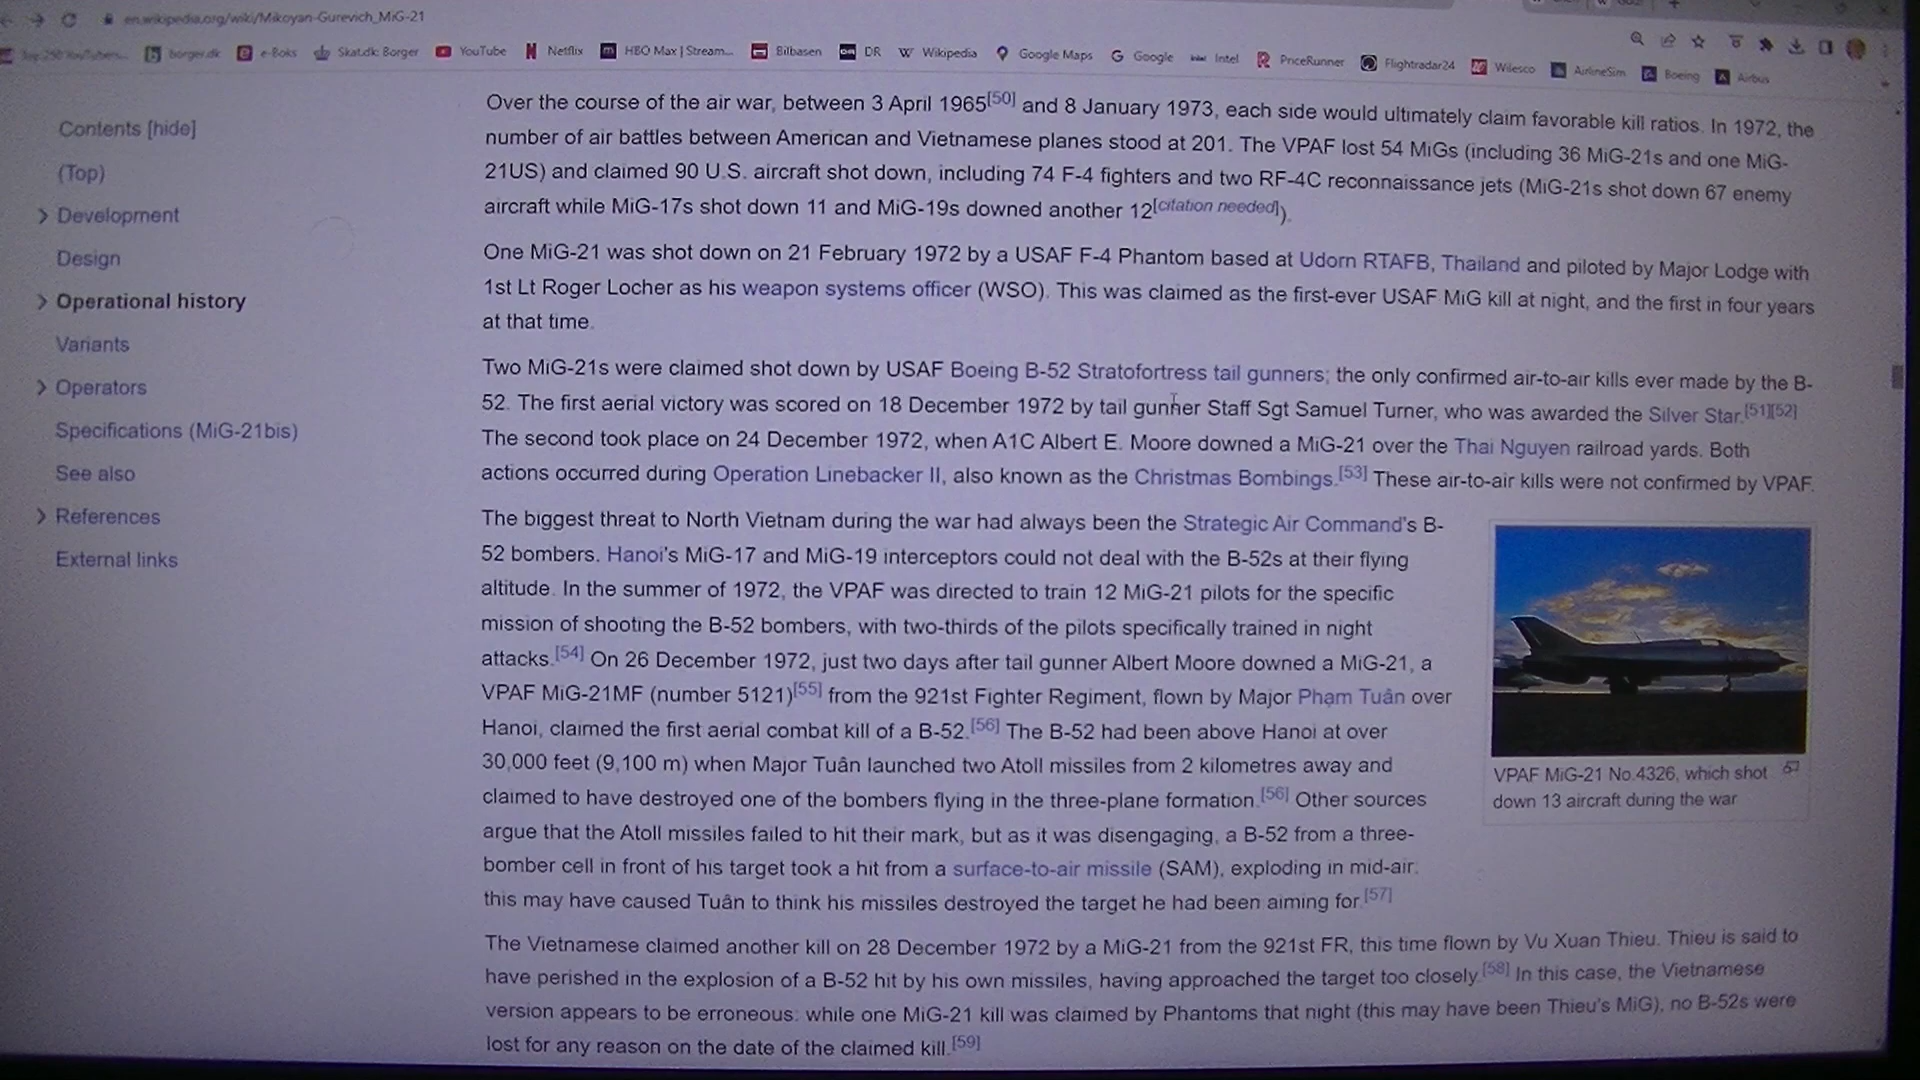 en.wikipedia.org/wiki/Mikoyan-Gurevich_MiG-21
borger.dk e-Boks Skat.dk: Borger YouTube Netflix HBO Max | Stream... Bilbasen DR Wikipedia Google Maps Google Intel PriceRunner Flightradar24 Wilesco AirlineSim Boeing Airbus
Contents [hide]
(Top)
Development
Design
Operational history
Variants
Operators
Specifications (MiG-21bis)
See also
References
External links
Over the course of the air war, between 3 April 1965[50] and 8 January 1973, each side would ultimately claim favorable kill ratios. In 1972, the
number of air battles between American and Vietnamese planes stood at 201. The VPAF lost 54 MiGs (including 36 MiG-21s and one MiG-
21US) and claimed 90 U.S. aircraft shot down, including 74 F-4 fighters and two RF-4C reconnaissance jets (MiG-21s shot down 67 enemy
aircraft while MiG-17s shot down 11 and MiG-19s downed another 12[citation needed]).
One MiG-21 was shot down on 21 February 1972 by a USAF F-4 Phantom based at Udorn RTAFB, Thailand and piloted by Major Lodge with
1st Lt Roger Locher as his weapon systems officer (WSO). This was claimed as the first-ever USAF MiG kill at night, and the first in four years
at that time.
Two MiG-21s were claimed shot down by USAF Boeing B-52 Stratofortress tail gunners; the only confirmed air-to-air kills ever made by the B-
52. The first aerial victory was scored on 18 December 1972 by tail gunner Staff Sgt Samuel Turner, who was awarded the Silver Star.[51][52]
The second took place on 24 December 1972, when A1C Albert E. Moore downed a MiG-21 over the Thai Nguyen railroad yards. Both
actions occurred during Operation Linebacker II, also known as the Christmas Bombings.[53] These air-to-air kills were not confirmed by VPAF.
The biggest threat to North Vietnam during the war had always been the Strategic Air Command's B-
52 bombers. Hanoi's MiG-17 and MiG-19 interceptors could not deal with the B-52s at their flying
altitude. In the summer of 1972, the VPAF was directed to train 12 MiG-21 pilots for the specific
mission of shooting the B-52 bombers, with two-thirds of the pilots specifically trained in night
attacks.[54] On 26 December 1972, just two days after tail gunner Albert Moore downed a MiG-21, a
VPAF MiG-21MF (number 5121)[55] from the 921st Fighter Regiment, flown by Major Phạm Tuân over
Hanoi, claimed the first aerial combat kill of a B-52.[56] The B-52 had been above Hanoi at over
30,000 feet (9,100 m) when Major Tuân launched two Atoll missiles from 2 kilometres away and
claimed to have destroyed one of the bombers flying in the three-plane formation.[56] Other sources
argue that the Atoll missiles failed to hit their mark, but as it was disengaging, a B-52 from a three-
bomber cell in front of his target took a hit from a surface-to-air missile (SAM), exploding in mid-air:
this may have caused Tuân to think his missiles destroyed the target he had been aiming for.[57]
VPAF MiG-21 No.4326, which shot
down 13 aircraft during the war
The Vietnamese claimed another kill on 28 December 1972 by a MiG-21 from the 921st FR, this time flown by Vu Xuan Thieu. Thieu is said to
have perished in the explosion of a B-52 hit by his own missiles, having approached the target too closely.[58] In this case, the Vietnamese
version appears to be erroneous: while one MiG-21 kill was claimed by Phantoms that night (this may have been Thieu's MiG), no B-52s were
lost for any reason on the date of the claimed kill.[59]